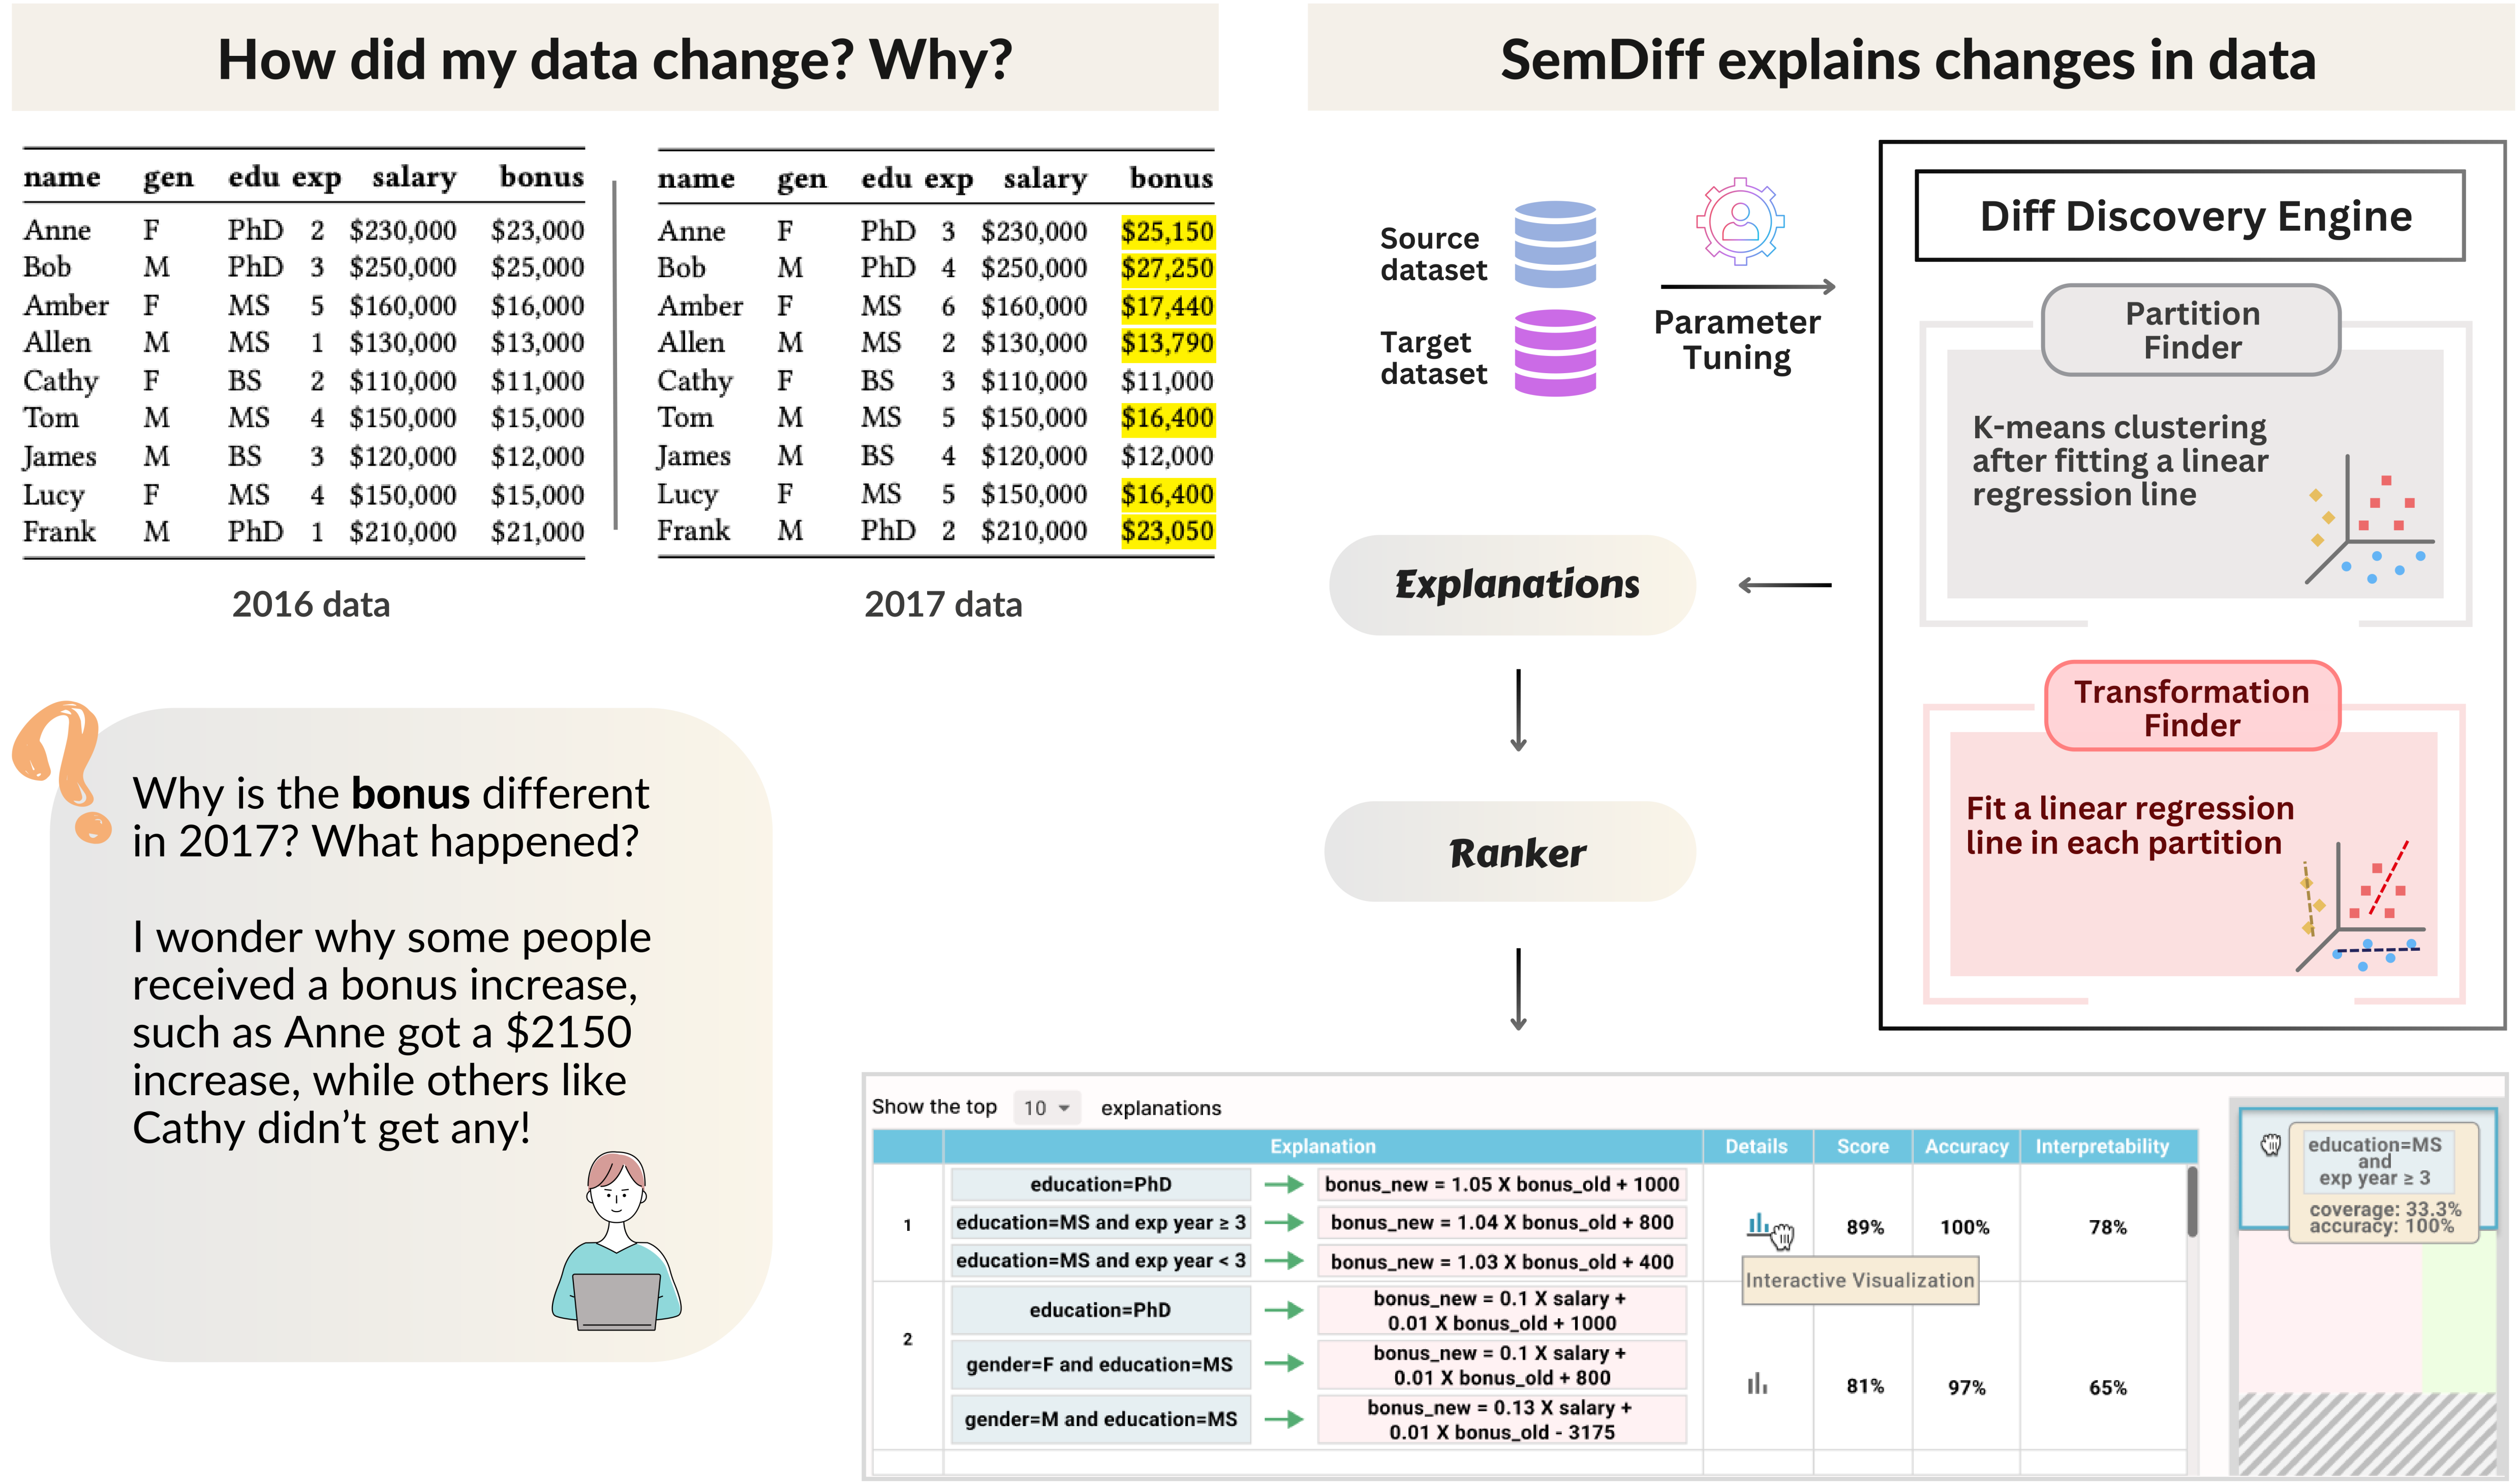 How did my data change? Why?
name gen edu exp salary bonus
Anne F PhD 2 $230,000 $23,000
Bob M PhD 3 $250,000 $25,000
Amber F MS 5 $160,000 $16,000
Allen M MS 1 $130,000 $13,000
Cathy F BS 2 $110,000 $11,000
Tom M MS 4 $150,000 $15,000
James M BS 3 $120,000 $12,000
Lucy F MS 4 $150,000 $15,000
Frank M PhD 1 $210,000 $21,000
2016 data
name gen edu exp salary bonus
Anne F PhD 3 $230,000 $25,150
Bob M PhD 4 $250,000 $27,250
Amber F MS 6 $160,000 $17,440
Allen M MS 2 $130,000 $13,790
Cathy F BS 3 $110,000 $11,000
Tom M MS 5 $150,000 $16,400
James M BS 4 $120,000 $12,000
Lucy F MS 5 $150,000 $16,400
Frank M PhD 2 $210,000 $23,050
2017 data
Why is the bonus different
in 2017? What happened?
I wonder why some people
received a bonus increase,
such as Anne got a $2150
increase, while others like
Cathy didn't get any!
SemDiff explains changes in data
Source
dataset
Target
dataset
Parameter
Tuning
Diff Discovery Engine
Partition
Finder
K-means clustering
after fitting a linear
regression line
Transformation
Finder
Fit a linear regression
line in each partition
Explanations
Ranker
Show the top 10 explanations
Explanation Details Score Accuracy Interpretability
1
education=PhD bonus_new = 1.05 X bonus_old + 1000
education=MS and exp year ≥ 3 bonus_new = 1.04 X bonus_old + 800
education=MS and exp year < 3 bonus_new = 1.03 X bonus_old + 400
89% 100% 78%
Interactive Visualization
2
education=PhD
bonus_new = 0.1 X salary +
0.01 X bonus_old + 1000
gender=F and education=MS
bonus_new = 0.1 X salary +
0.01 X bonus_old + 800
gender=M and education=MS
bonus_new = 0.13 X salary +
0.01 X bonus_old - 3175
81% 97% 65%
education=MS
and
exp year ≥ 3
coverage: 33.3%
accuracy: 100%